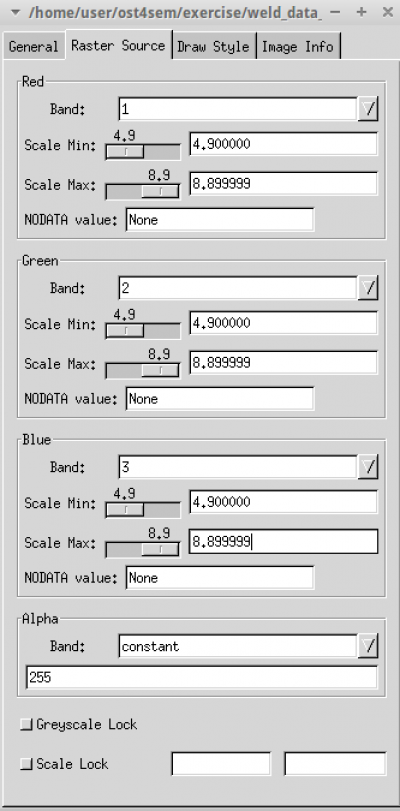 /home/user/ost4sem/exercise/weld_data_
General Raster Source Draw Style Image Info
Red
Band: 1
4.9
Scale Min: 4.900000
8.9
Scale Max: 8.899999
NODATA value: None
Green
Band: 2
4.9
Scale Min: 4.900000
8.9
Scale Max: 8.899999
NODATA value: None
Blue
Band: 3
4.9
Scale Min: 4.900000
8.9
Scale Max: 8.899999
NODATA value: None
Alpha
Band: constant
255
Greyscale Lock
Scale Lock